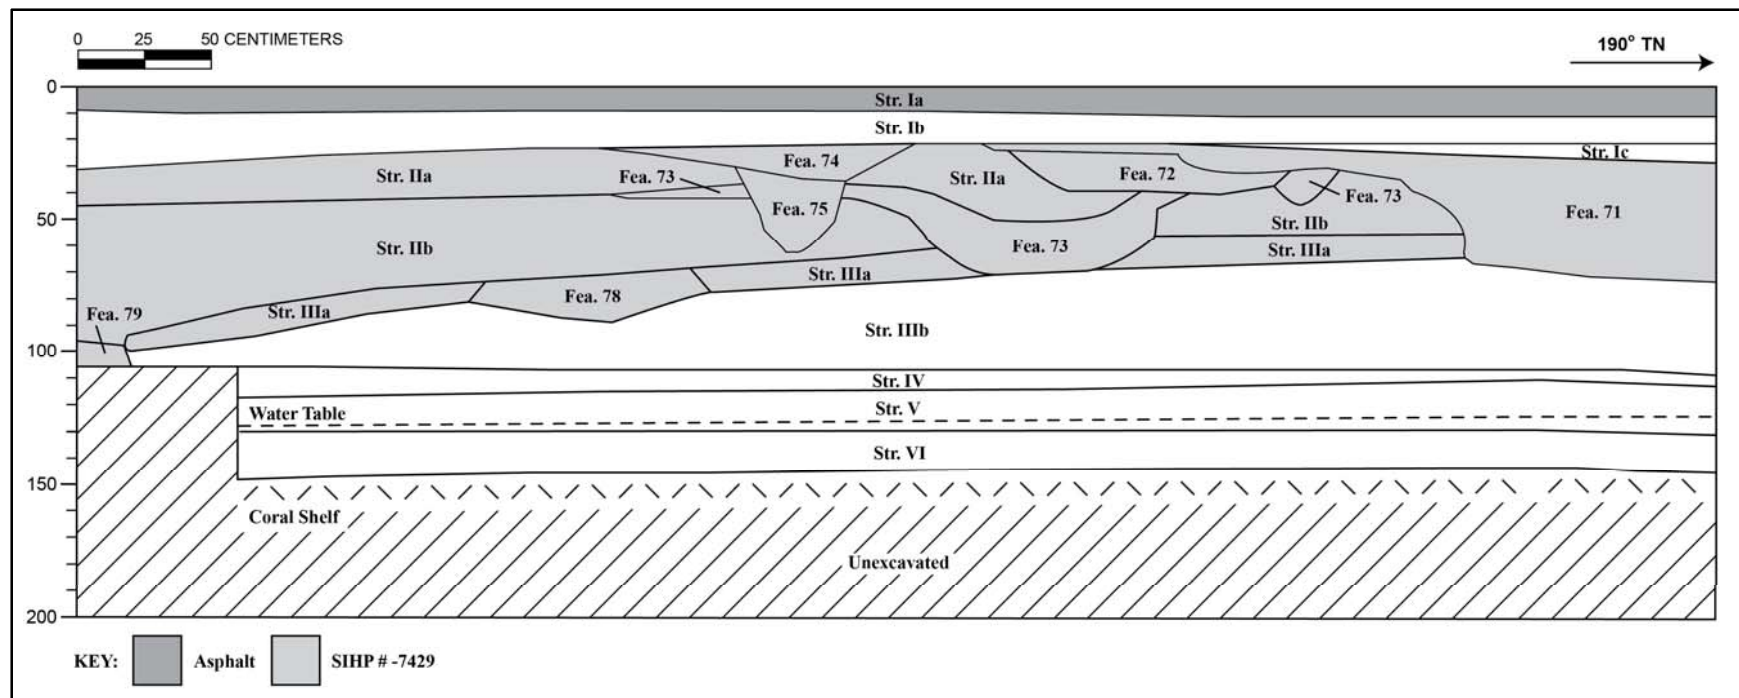 0 25 50 CENTIMETERS
190° TN
0
Str. Ia
Str. Ib
Str. Ic
Fea. 74
Str. IIa
Fea. 73
Str. IIa
Fea. 72
Fea. 73
Fea. 75
Fea. 71
50
Str. IIb
Fea. 73
Str. IIb
Str. IIIa
Str. IIIa
Fea. 78
Fea. 79
Str. IIIa
Str. IIIb
100
Str. IV
Water Table
Str. V
Str. VI
150
Coral Shelf
Unexcavated
200
KEY: Asphalt SIHP # -7429